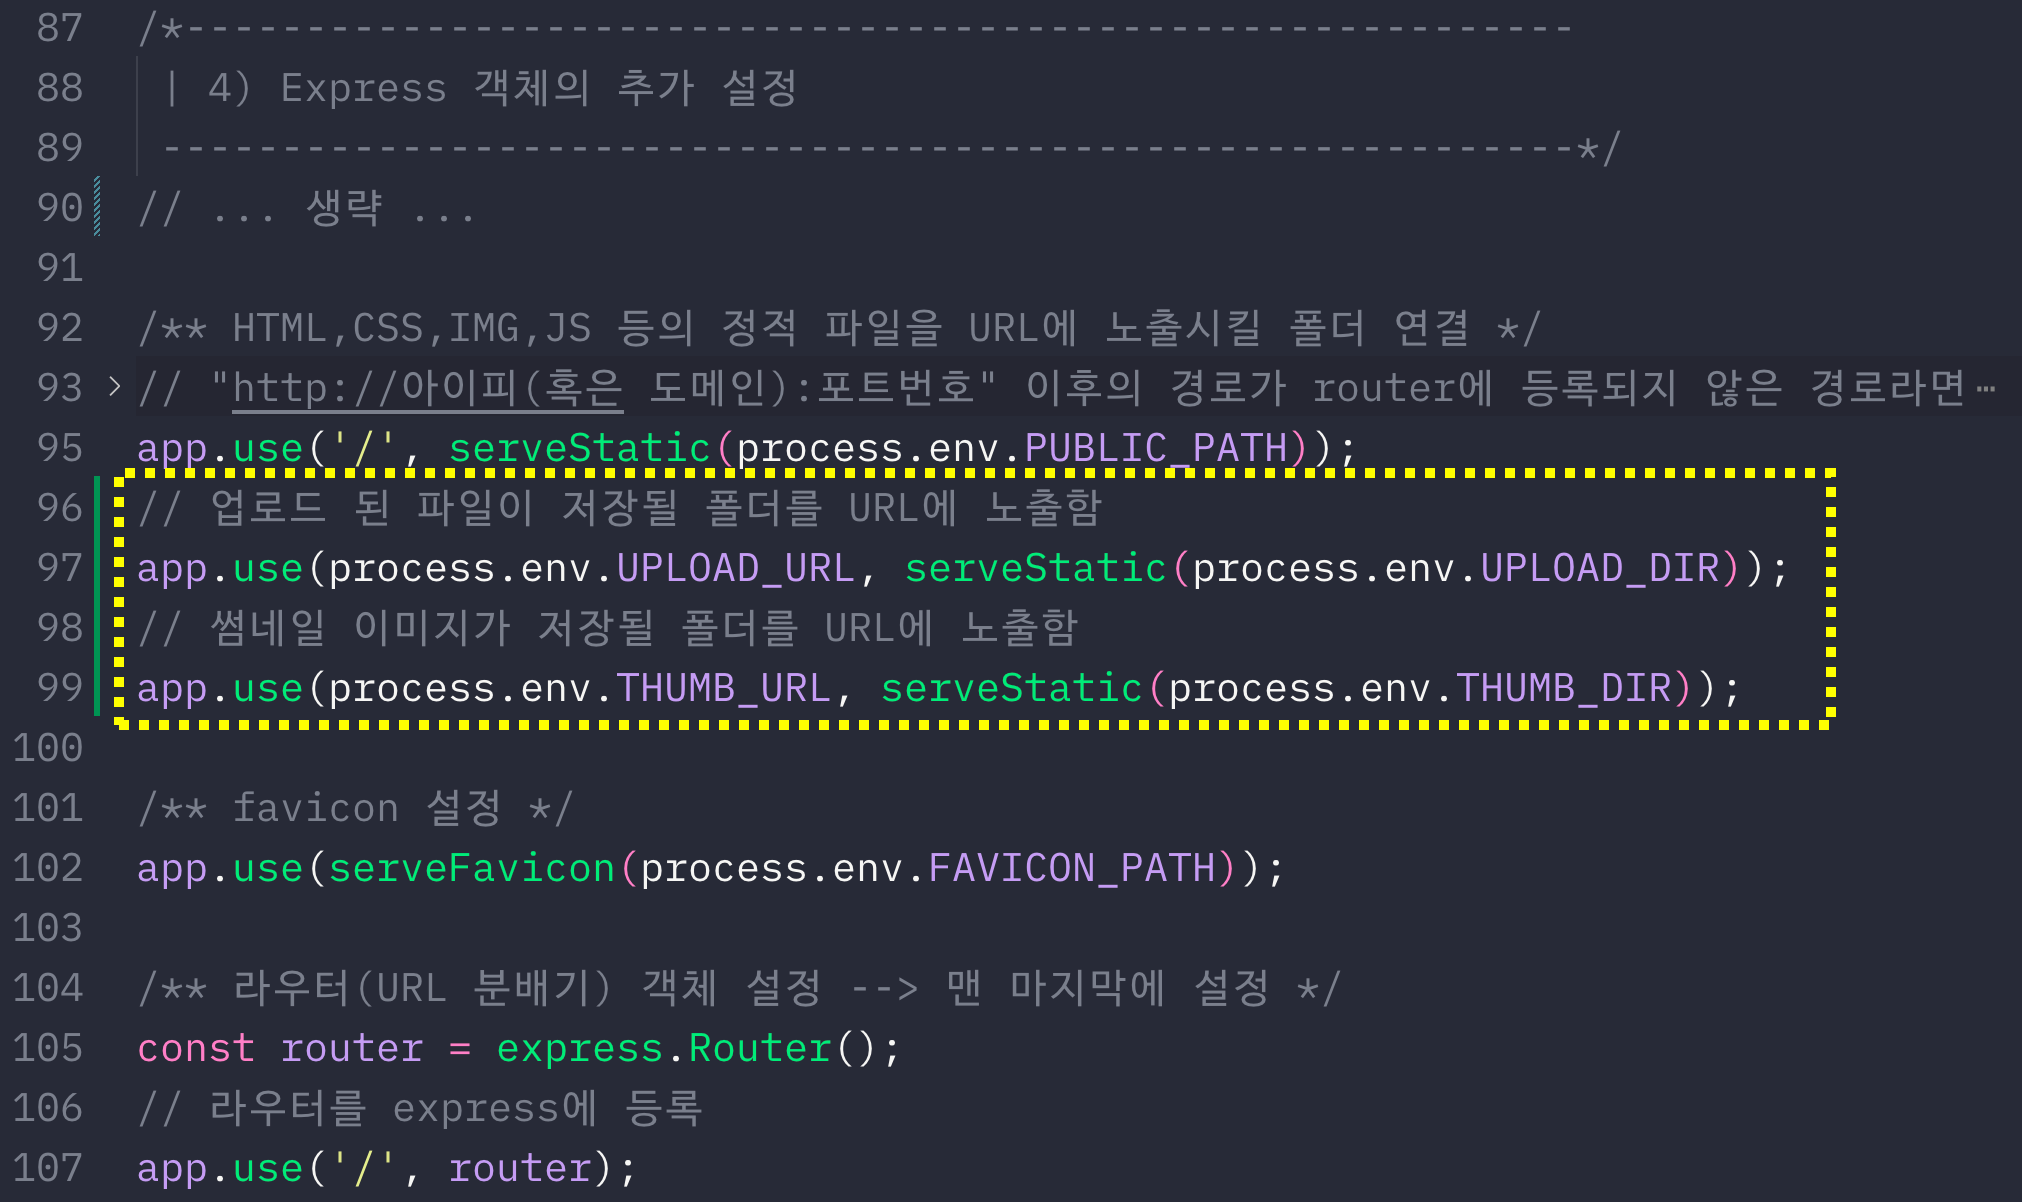 87 /*----------------------------------------------------------
88 | 4) Express 객체의 추가 설정
89 -----------------------------------------------------------*/
90 // ... 생략 ...
91
92 /** HTML,CSS,IMG,JS 등의 정적 파일을 URL에 노출시킬 폴더 연결 */
93 > // "http://아이피(혹은 도메인):포트번호" 이후의 경로가 router에 등록되지 않은 경로라면…
95 app.use('/', serveStatic(process.env.PUBLIC_PATH));
96 // 업로드 된 파일이 저장될 폴더를 URL에 노출함
97 app.use(process.env.UPLOAD_URL, serveStatic(process.env.UPLOAD_DIR));
98 // 썸네일 이미지가 저장될 폴더를 URL에 노출함
99 app.use(process.env.THUMB_URL, serveStatic(process.env.THUMB_DIR));
100
101 /** favicon 설정 */
102 app.use(serveFavicon(process.env.FAVICON_PATH));
103
104 /** 라우터(URL 분배기) 객체 설정 --> 맨 마지막에 설정 */
105 const router = express.Router();
106 // 라우터를 express에 등록
107 app.use('/', router);